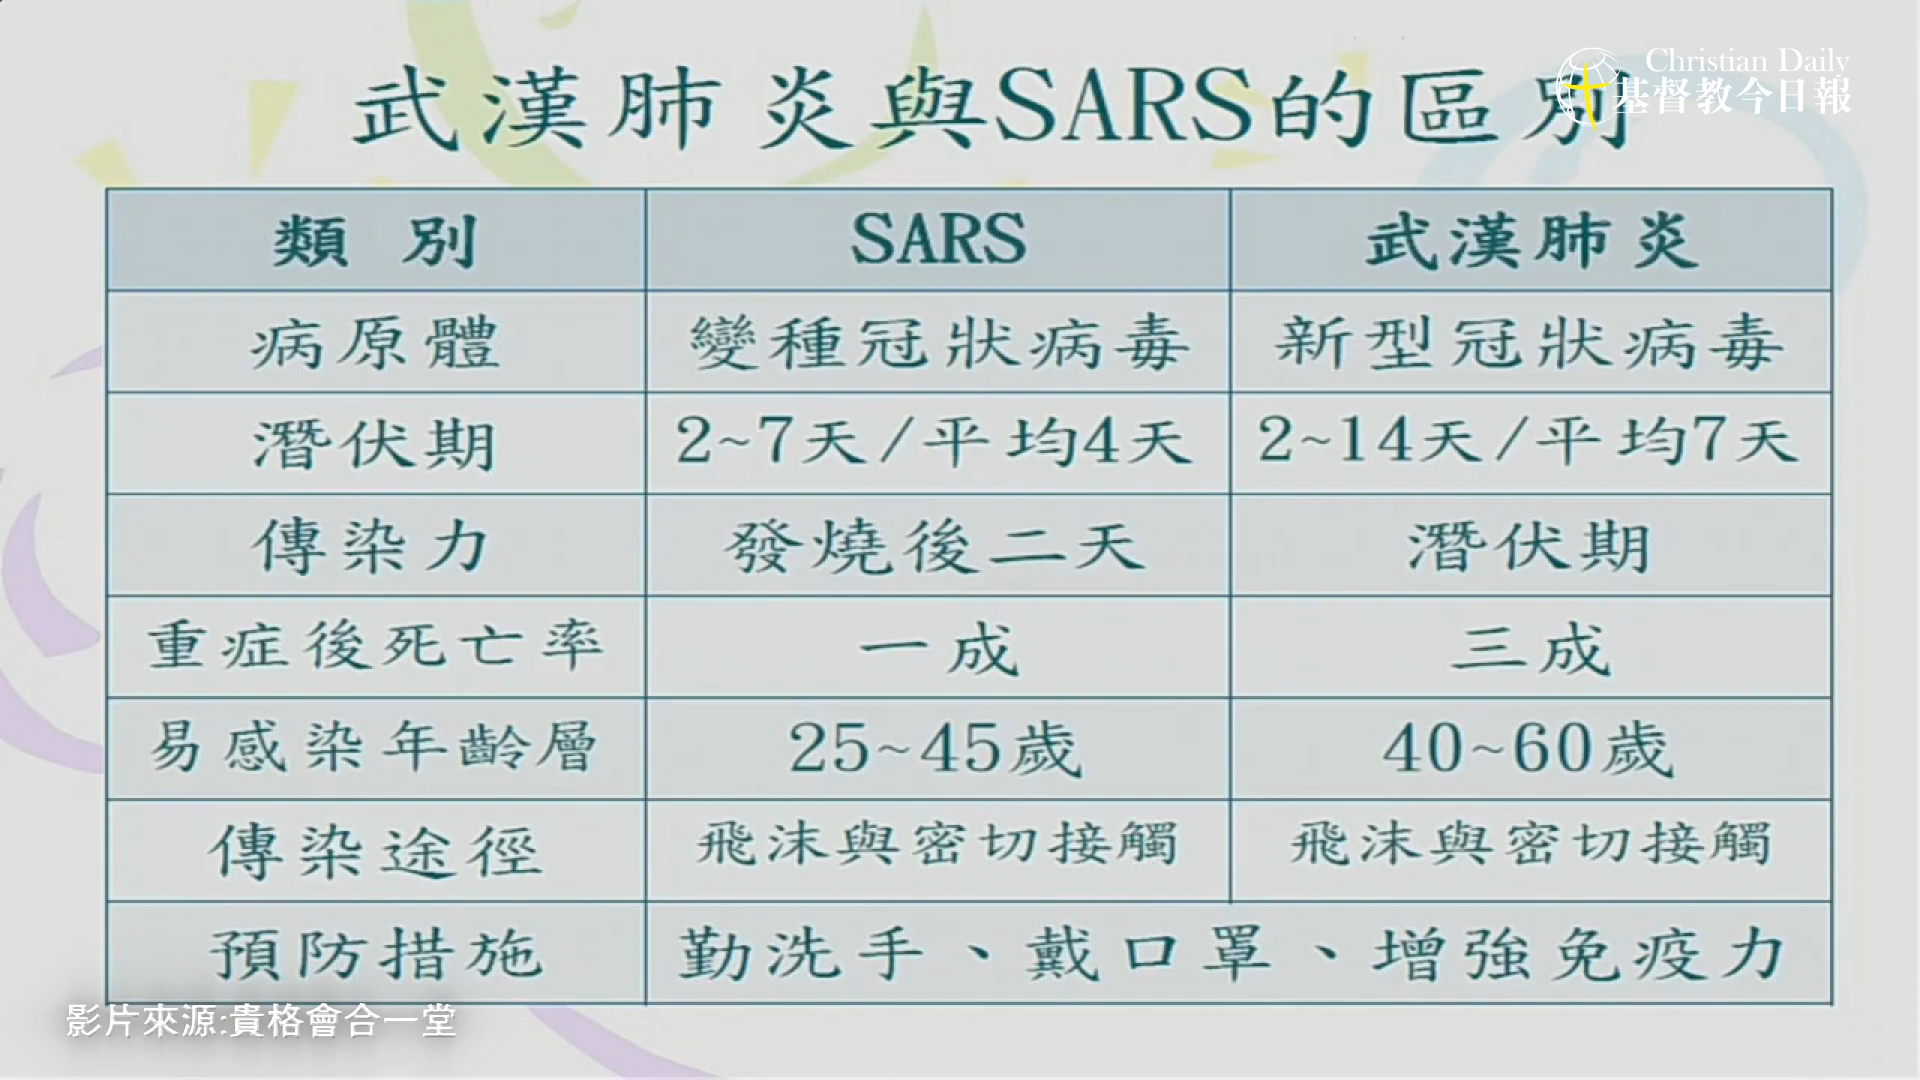 Christian Daily
基督教今日報
武漢肺炎與SARS的區別
類別 SARS 武漢肺炎
病原體 變種冠狀病毒 新型冠狀病毒
潛伏期 2~7天/平均4天 2~14天/平均7天
傳染力 發燒後二天 潛伏期
重症後死亡率 一成 三成
易感染年齡層 25~45歲 40~60歲
傳染途徑 飛沫與密切接觸 飛沫與密切接觸
預防措施 勤洗手、戴口罩、增強免疫力
影片來源:貴格會合一堂